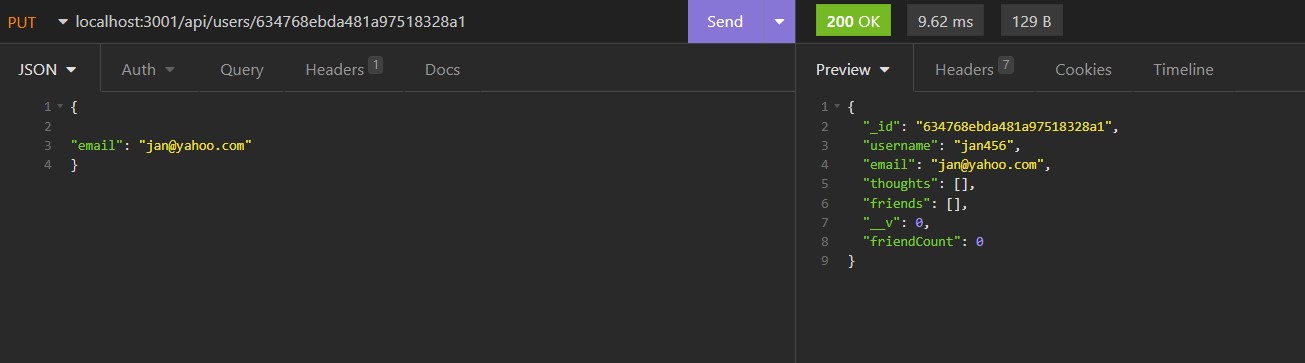 PUT localhost:3001/api/users/634768ebda481a97518328a1 Send 200 OK 9.62 ms 129 B
JSON Auth Query Headers 1 Docs Preview Headers 7 Cookies Timeline
1 {
2
3 "email": "jan@yahoo.com"
4 }
1 {
2 "_id": "634768ebda481a97518328a1",
3 "username": "jan456",
4 "email": "jan@yahoo.com",
5 "thoughts": [],
6 "friends": [],
7 "__v": 0,
8 "friendCount": 0
9 }